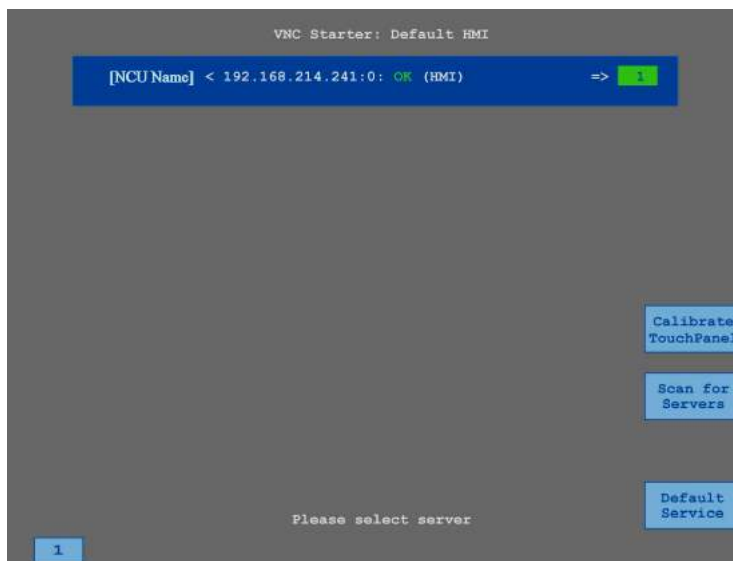 VNC Starter: Default HMI
[NCU Name] < 192.168.214.241:0: OK (HMI) => 1
Calibrate
TouchPanel
Scan for
Servers
Default
Service
Please select server
1